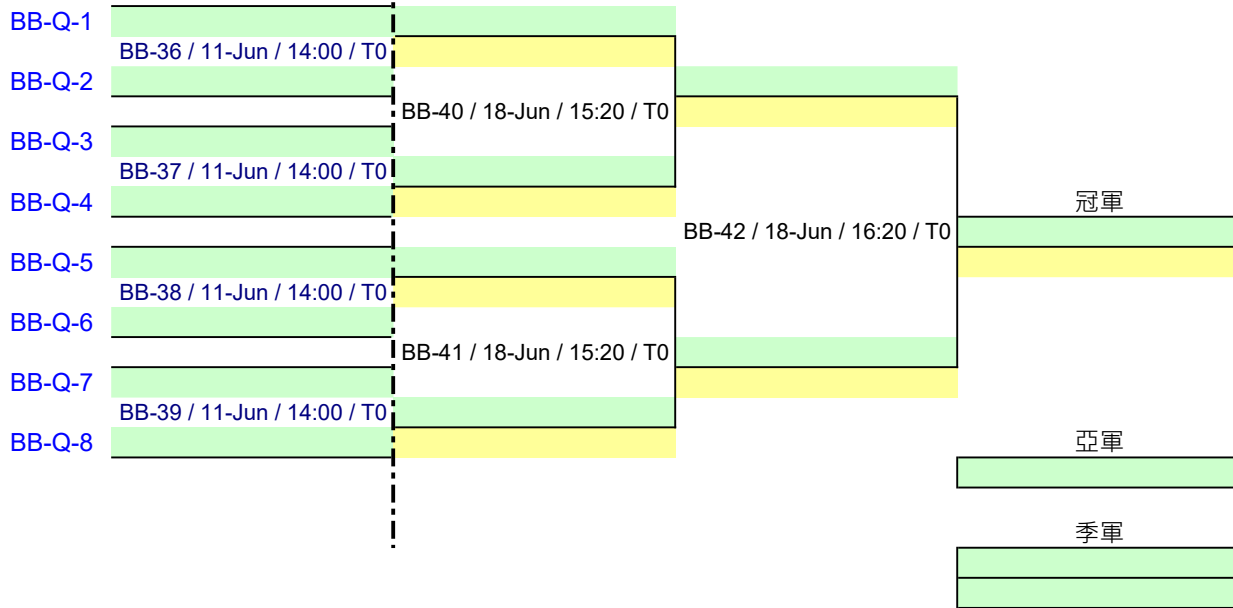 BB-Q-1
BB-36 / 11-Jun / 14:00 / T0
BB-Q-2
BB-40 / 18-Jun / 15:20 / T0
BB-Q-3
BB-37 / 11-Jun / 14:00 / T0
BB-Q-4
冠軍
BB-42 / 18-Jun / 16:20 / T0
BB-Q-5
BB-38 / 11-Jun / 14:00 / T0
BB-Q-6
BB-41 / 18-Jun / 15:20 / T0
BB-Q-7
BB-39 / 11-Jun / 14:00 / T0
BB-Q-8
亞軍
季軍